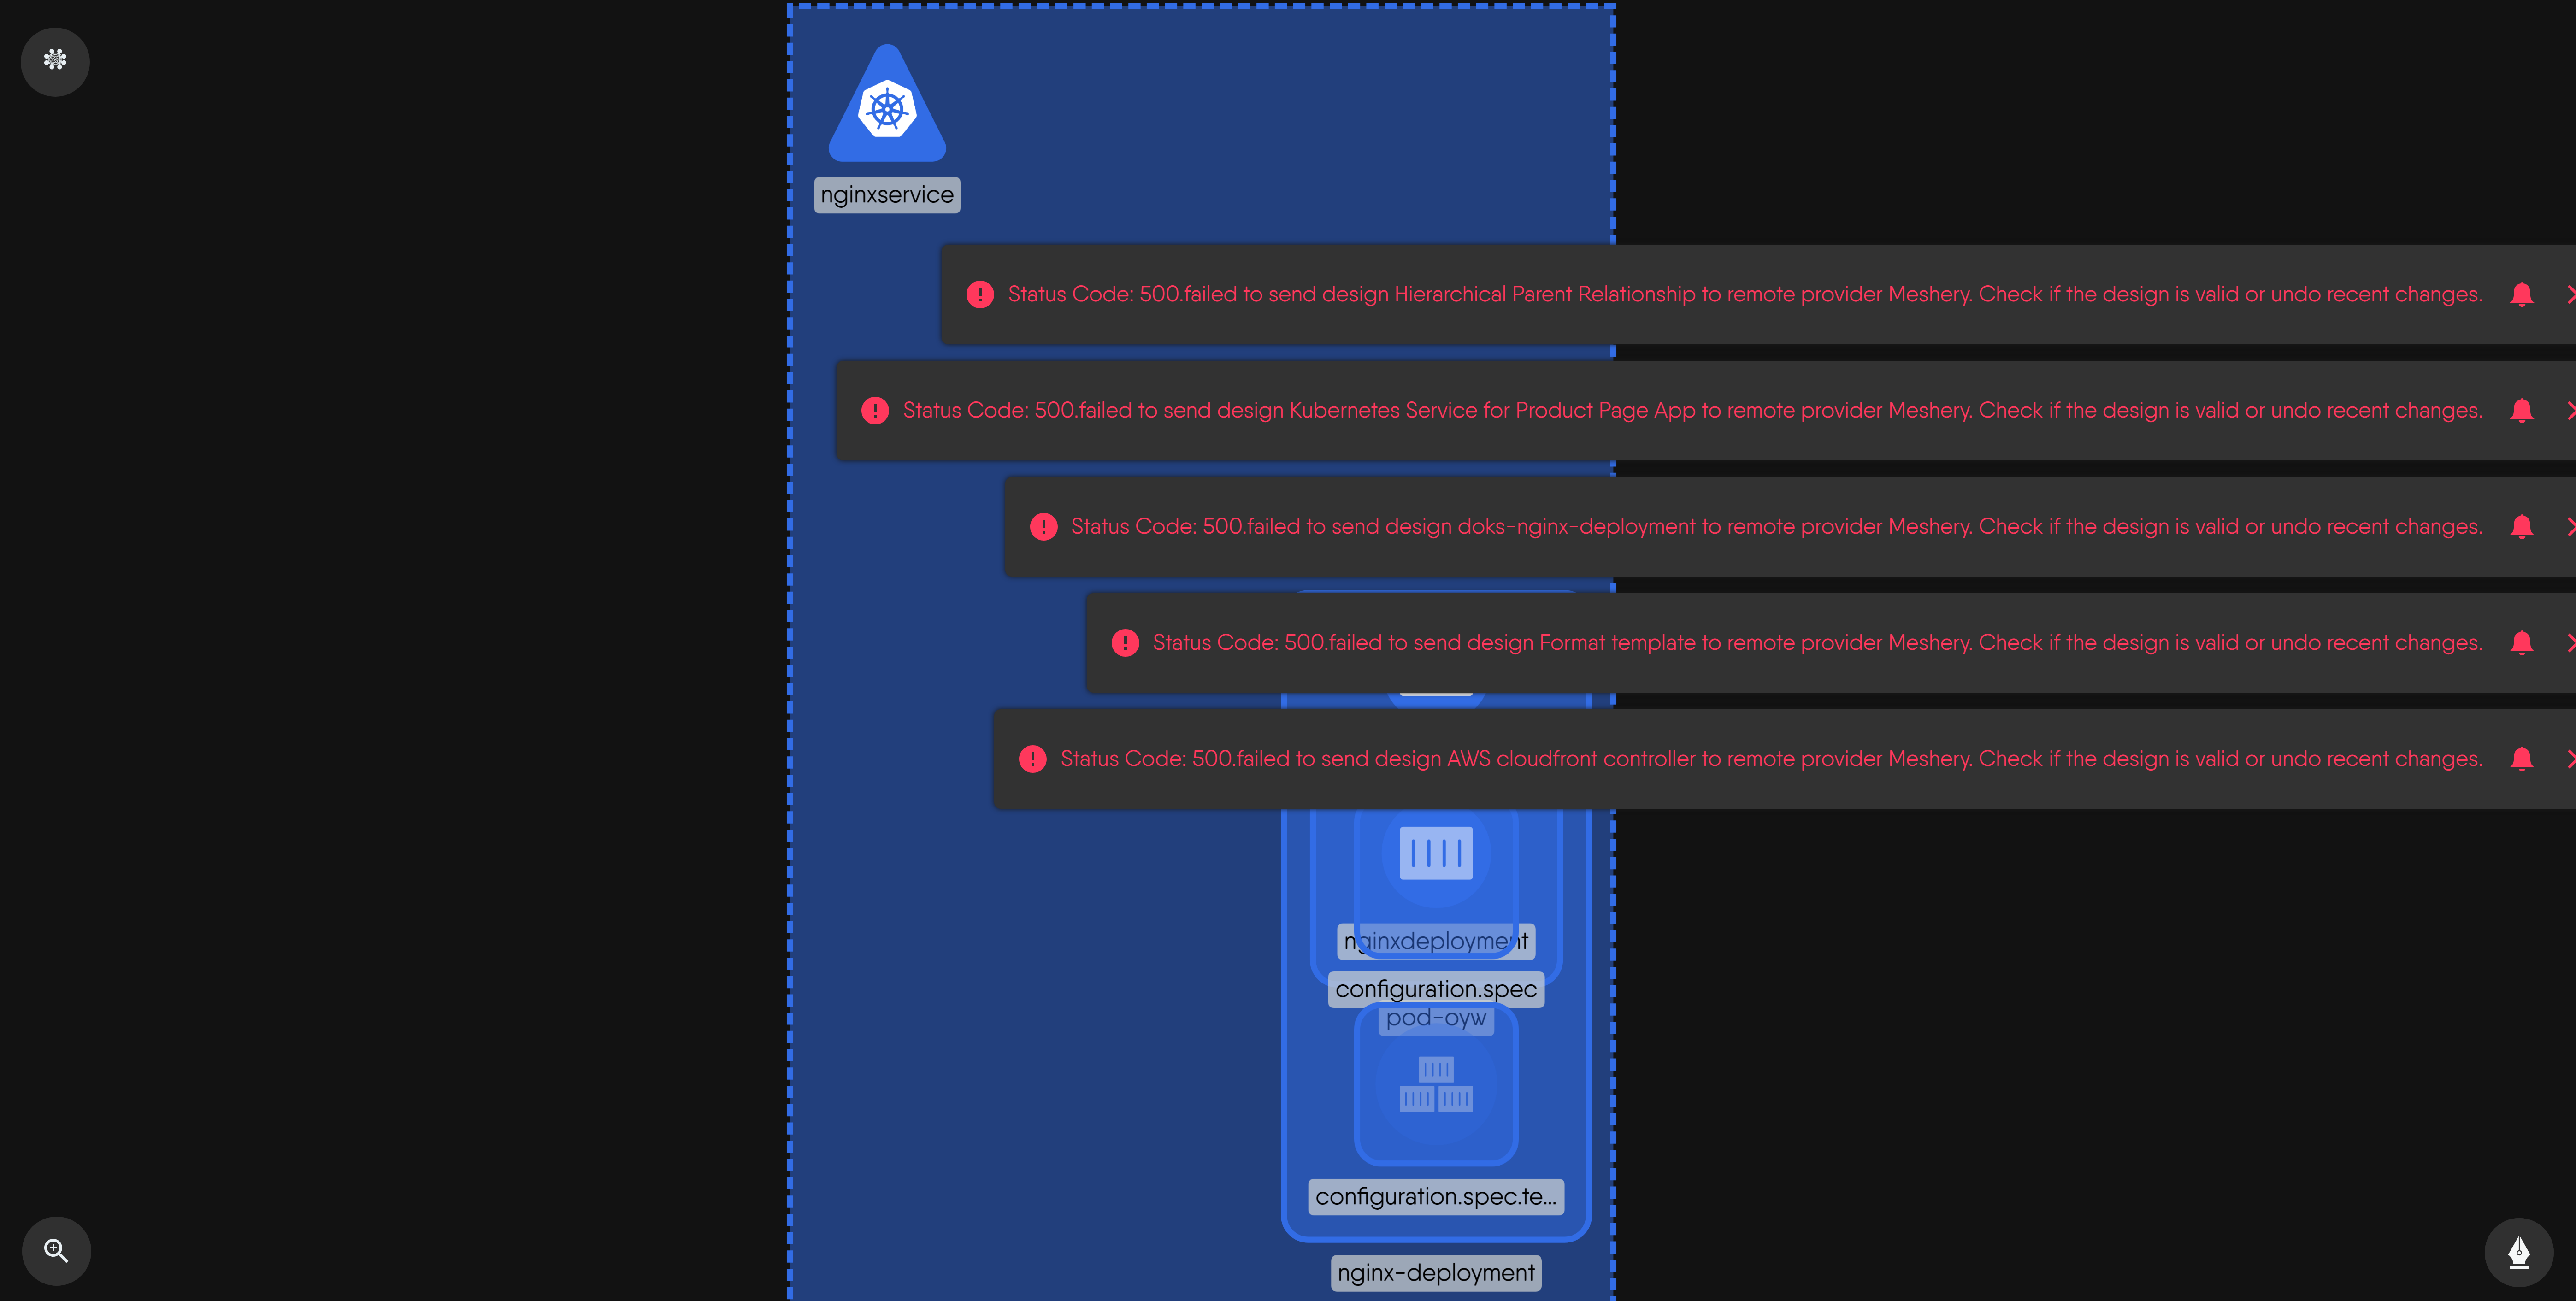 nginxservice
Status Code: 500.failed to send design Hierarchical Parent Relationship to remote provider Meshery. Check if the design is valid or undo recent changes.
Status Code: 500.failed to send design Kubernetes Service for Product Page App to remote provider Meshery. Check if the design is valid or undo recent changes.
Status Code: 500.failed to send design doks-nginx-deployment to remote provider Meshery. Check if the design is valid or undo recent changes.
Status Code: 500.failed to send design Format template to remote provider Meshery. Check if the design is valid or undo recent changes.
Status Code: 500.failed to send design AWS cloudfront controller to remote provider Meshery. Check if the design is valid or undo recent changes.
nginxdeployment
configuration.spec
pod-oyw
configuration.spec.te...
nginx-deployment